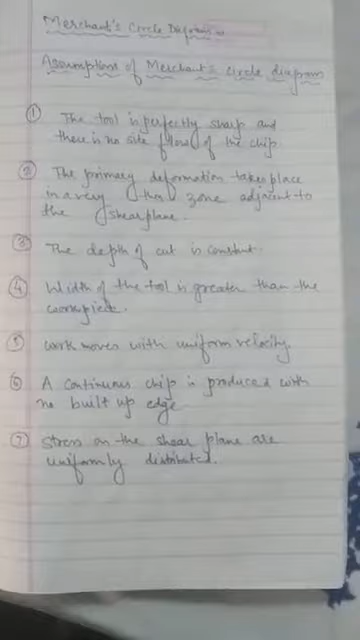 Merchant's Circle Diagram
Assumptions of Merchant's circle diagram
① The tool is perfectly sharp and
there is no side flow of the chip.
② The primary deformation takes place
in a very thin zone adjacent to
the shear plane.
③ The depth of cut is constant.
④ Width of the tool is greater than the
workpiece.
⑤ Work moves with uniform velocity.
⑥ A continuous chip is produced with
no built up edge
⑦ Stress on the shear plane are
uniformly distributed.